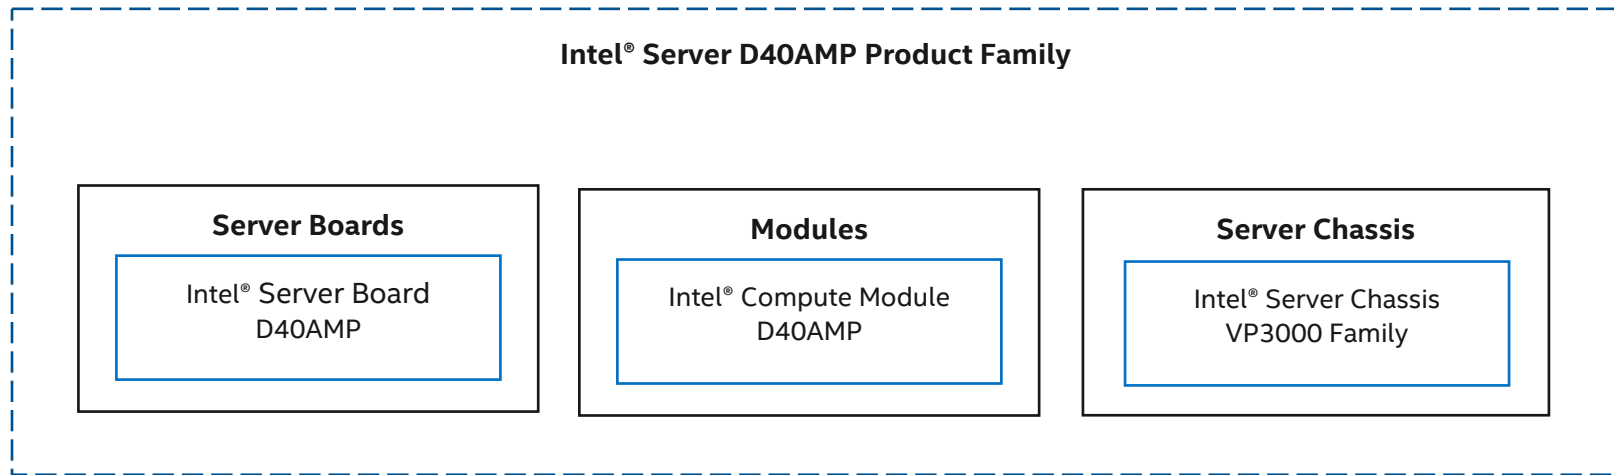 Intel® Server D40AMP Product Family
Server Boards
Intel® Server Board
D40AMP
Modules
Intel® Compute Module
D40AMP
Server Chassis
Intel® Server Chassis
VP3000 Family